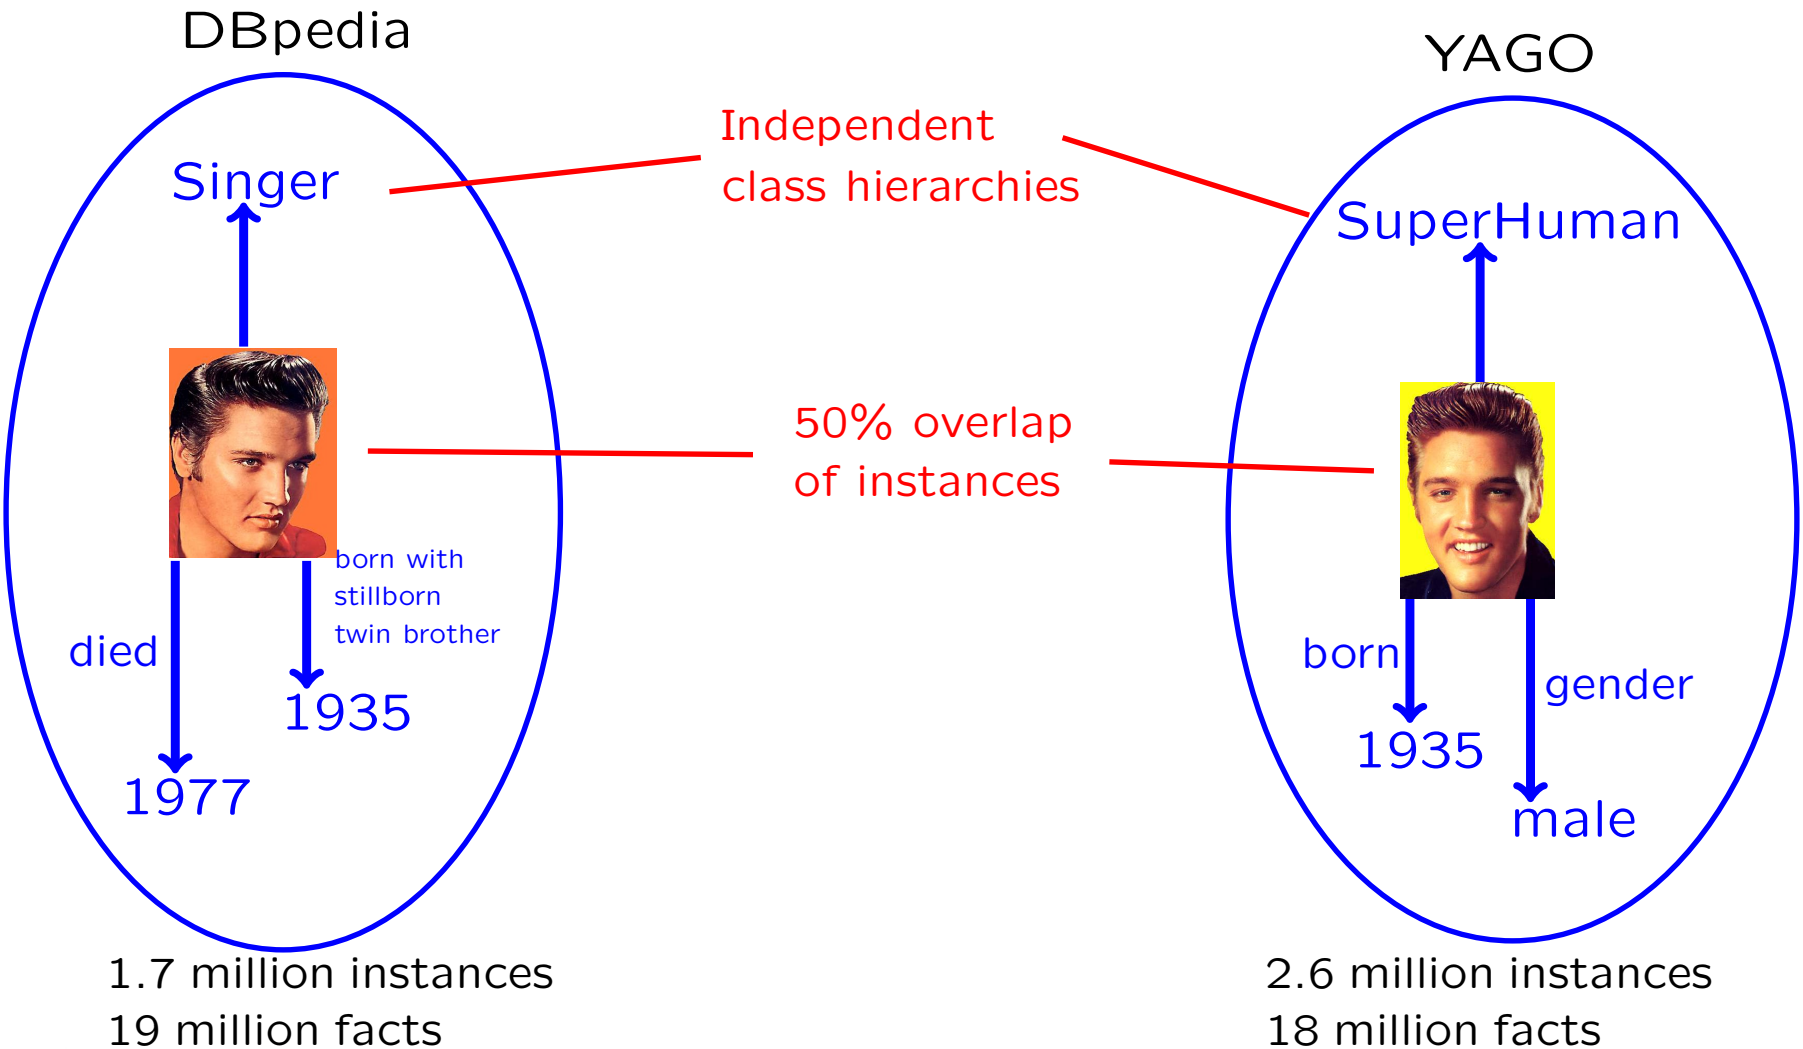 DBpedia
YAGO
Independent
class hierarchies
Singer
SuperHuman
50% overlap
of instances
born with
stillborn
twin brother
died
1935
1977
born
gender
1935
male
1.7 million instances
19 million facts
2.6 million instances
18 million facts